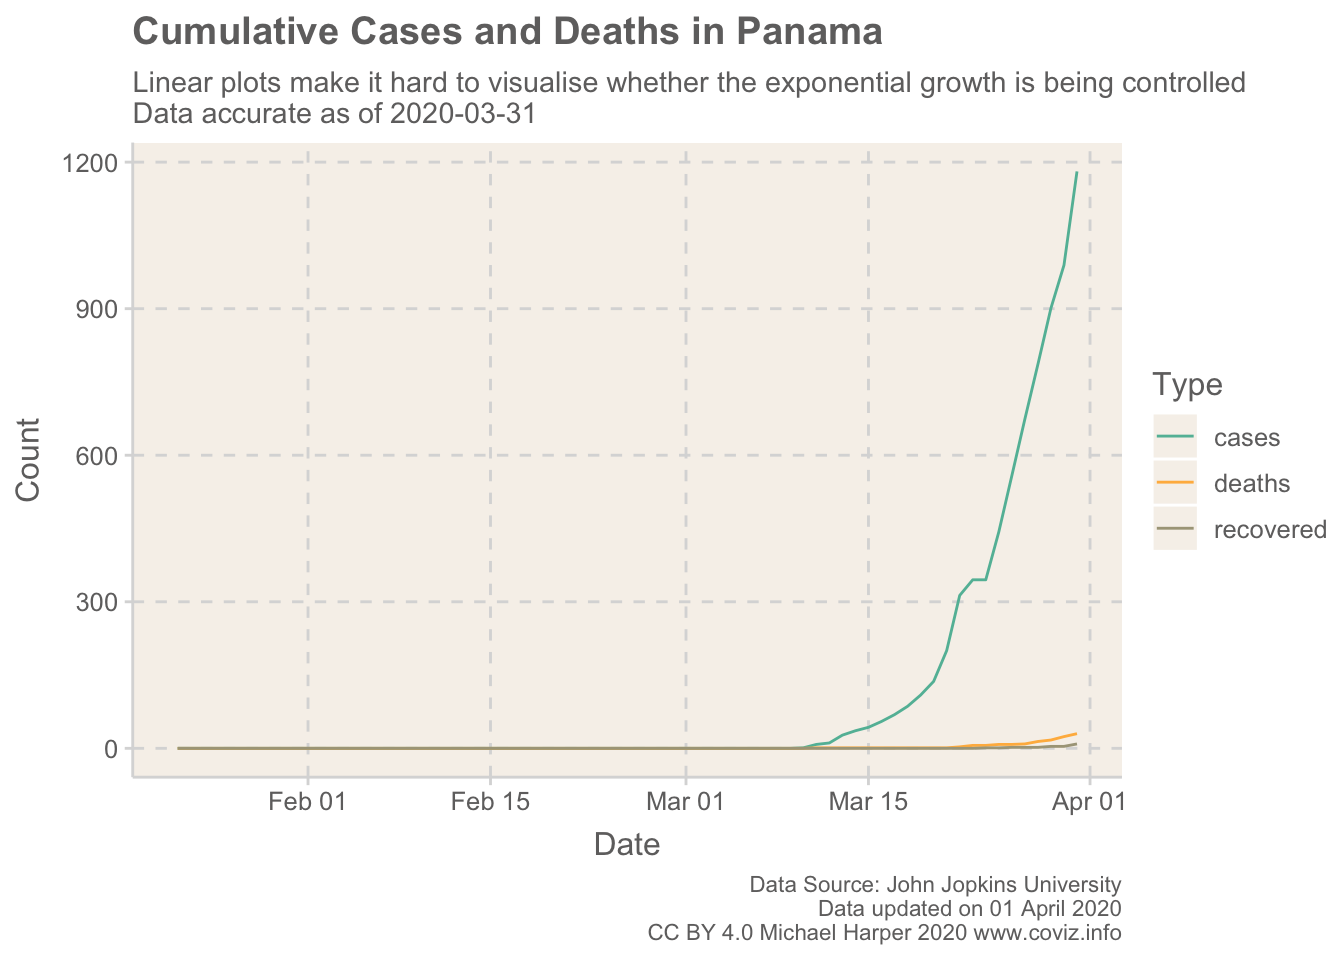 Cumulative Cases and Deaths in Panama
Linear plots make it hard to visualise whether the exponential growth is being controlled
Data accurate as of 2020-03-31
1200
900
600
300
0
Count
Feb 01
Feb 15
Mar 01
Mar 15
Apr 01
Date
Type
cases
deaths
recovered
Data Source: John Jopkins University
Data updated on 01 April 2020
CC BY 4.0 Michael Harper 2020 www.coviz.info